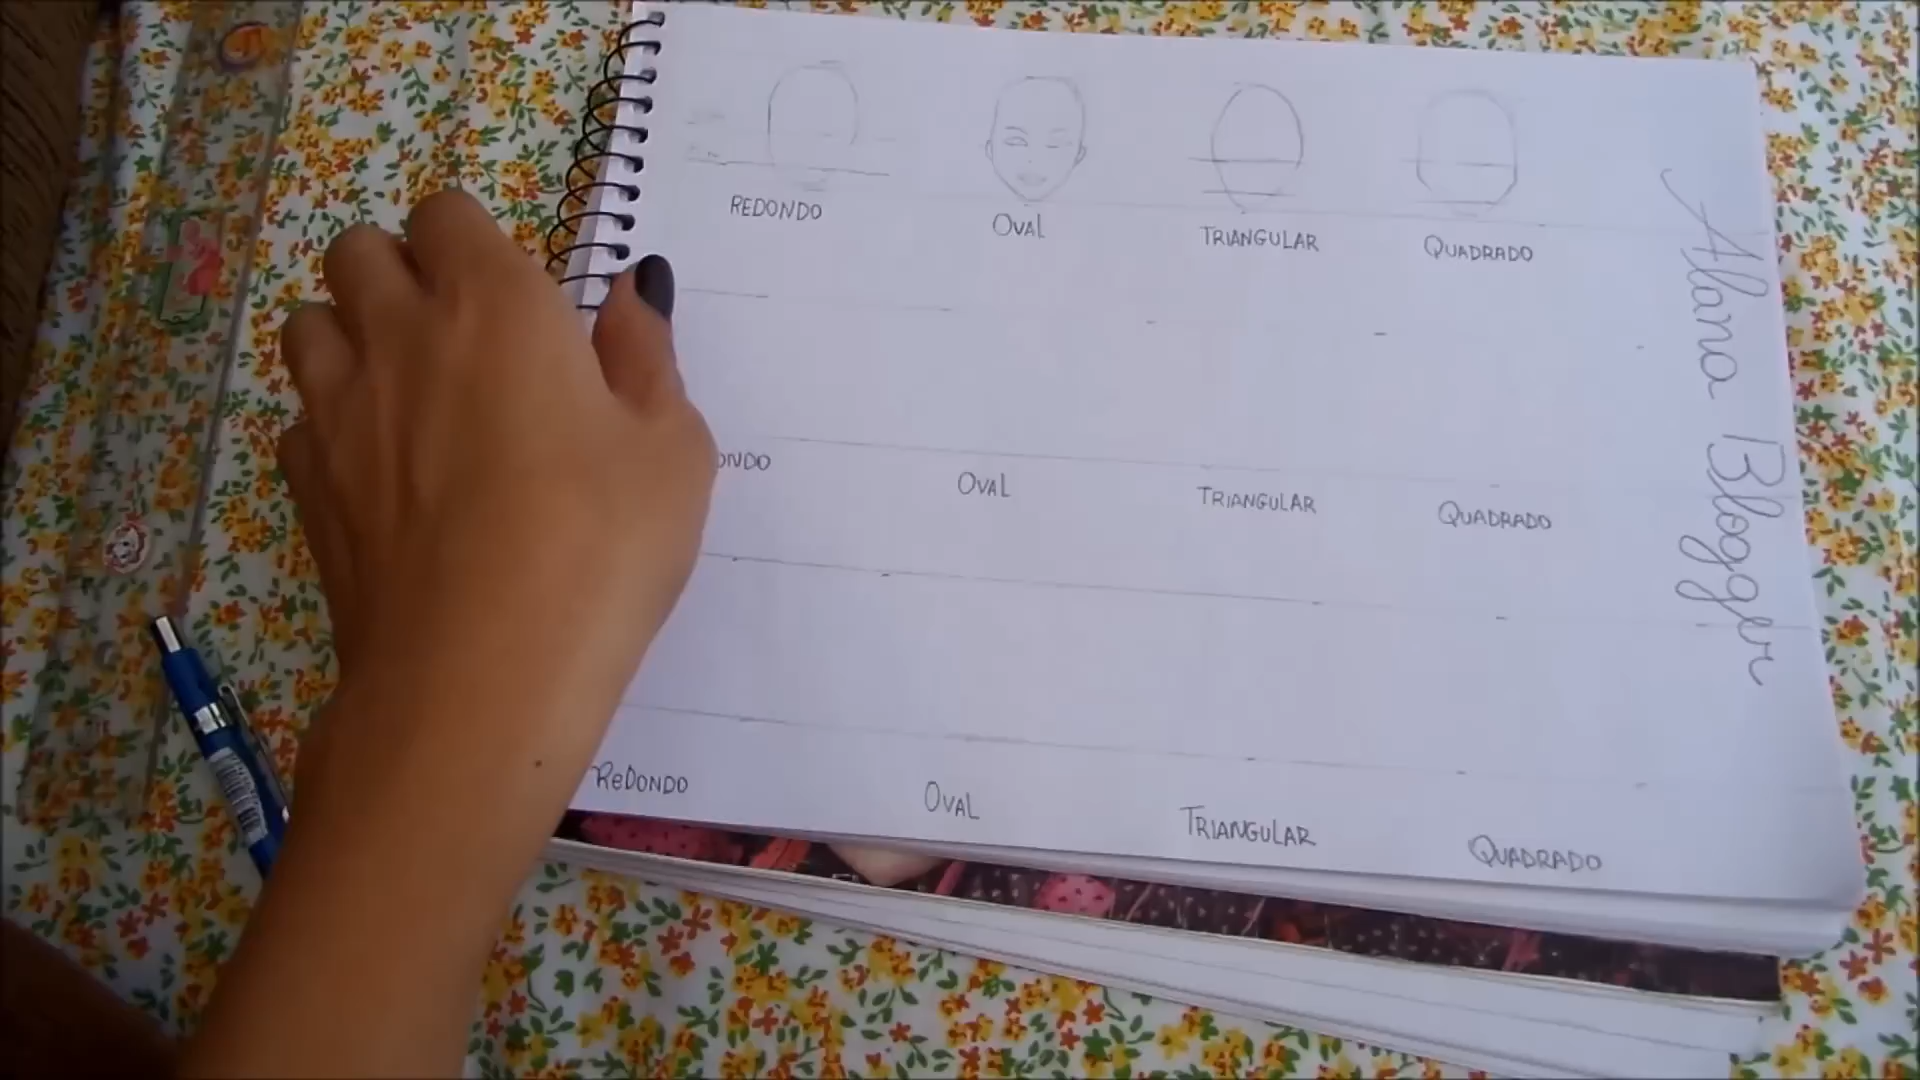 REDONDO OVAL TRIANGULAR QUADRADO
ONDO OVAL TRIANGULAR QUADRADO
ReDONDO OVAL TRIANGULAR QUADRADO
Alana Blogger